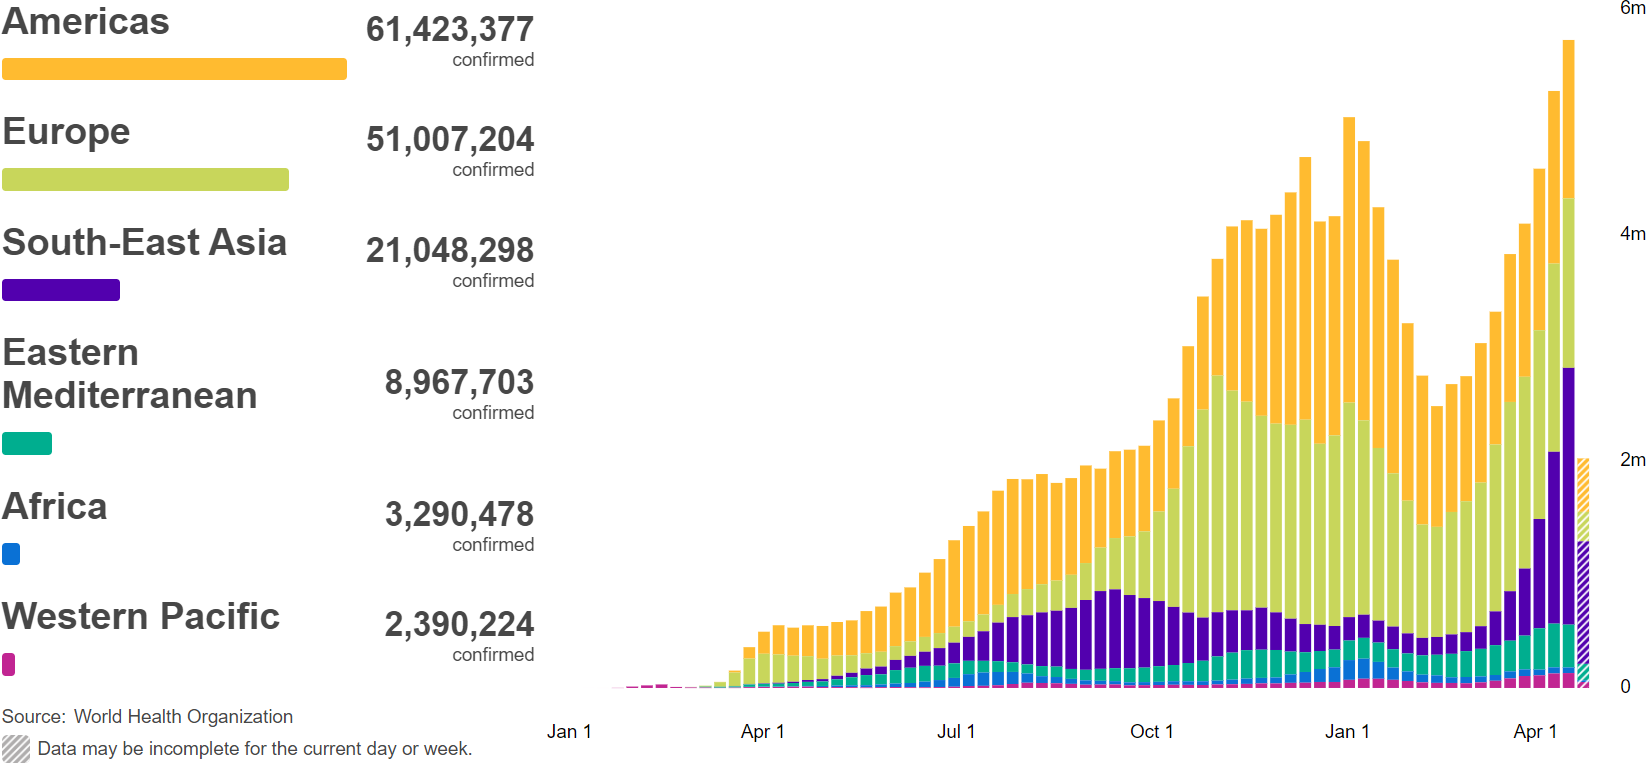 Americas
61,423,377
confirmed
Europe
51,007,204
confirmed
South-East Asia
21,048,298
confirmed
Eastern
Mediterranean
8,967,703
confirmed
Africa
3,290,478
confirmed
Western Pacific
2,390,224
confirmed
Source: World Health Organization
Data may be incomplete for the current day or week.
6m
4m
2m
0
Jan 1 Apr 1 Jul 1 Oct 1 Jan 1 Apr 1